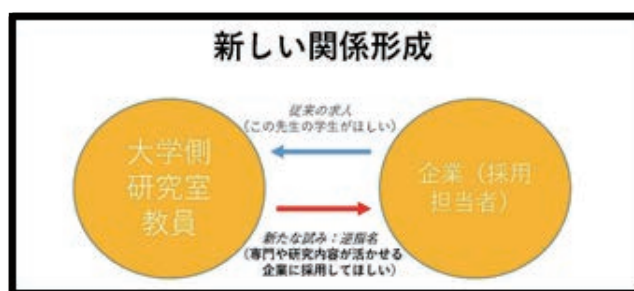 新しい関係形成
従来の求人
(この先生の学生がほしい)
大学側
研究室
教員
企業（採用
担当者）
新たな試み：逆指名
(専門や研究内容が活かせる
企業に採用してほしい)